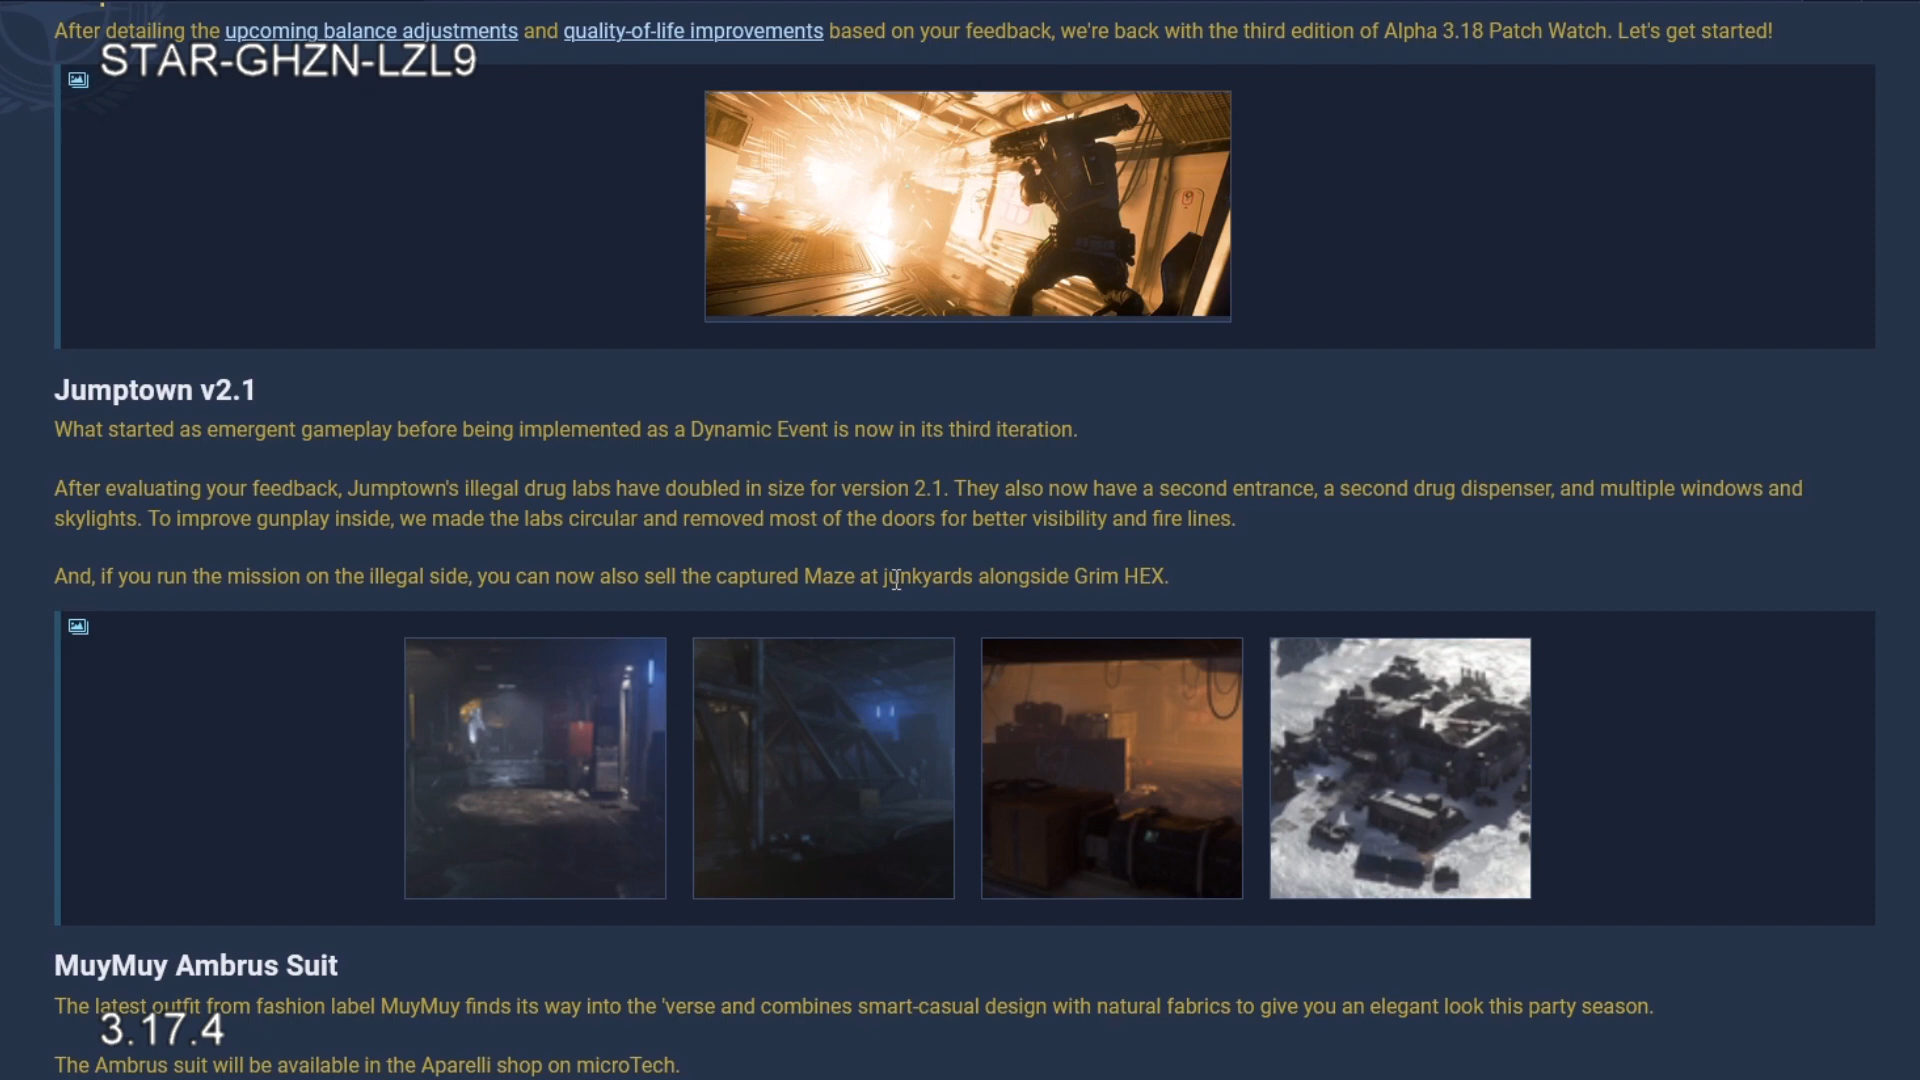 After detailing the upcoming balance adjustments and quality-of-life improvements based on your feedback, we're back with the third edition of Alpha 3.18 Patch Watch. Let's get started!
STAR-GHZN-LZL9
Jumptown v2.1
What started as emergent gameplay before being implemented as a Dynamic Event is now in its third iteration.
After evaluating your feedback, Jumptown's illegal drug labs have doubled in size for version 2.1. They also now have a second entrance, a second drug dispenser, and multiple windows and
skylights. To improve gunplay inside, we made the labs circular and removed most of the doors for better visibility and fire lines.
And, if you run the mission on the illegal side, you can now also sell the captured Maze at junkyards alongside Grim HEX.
MuyMuy Ambrus Suit
The latest outfit from fashion label MuyMuy finds its way into the 'verse and combines smart-casual design with natural fabrics to give you an elegant look this party season.
3.17.4
The Ambrus suit will be available in the Aparelli shop on microTech.